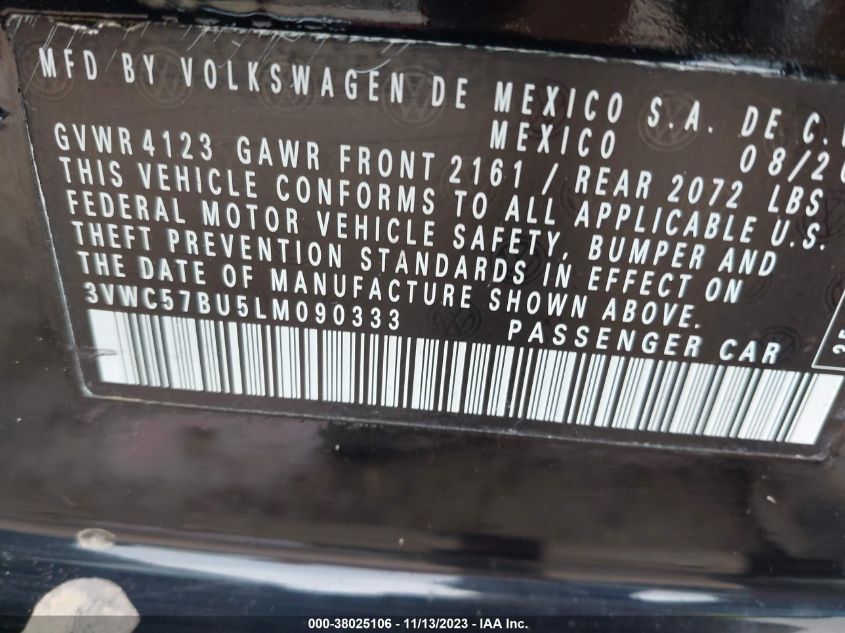 MFD BY VOLKSWAGEN DE MEXICO S.A. DE C.V
MEXICO 08/20
GVWR 4123 GAWR FRONT 2161 / REAR 2072 LBS
THIS VEHICLE CONFORMS TO ALL APPLICABLE U.S.
FEDERAL MOTOR VEHICLE SAFETY, BUMPER AND
THEFT PREVENTION STANDARDS IN EFFECT ON
THE DATE OF MANUFACTURE SHOWN ABOVE.
3VWC57BU5LM090333 PASSENGER CAR
000-38025106 - 11/13/2023 - IAA Inc.